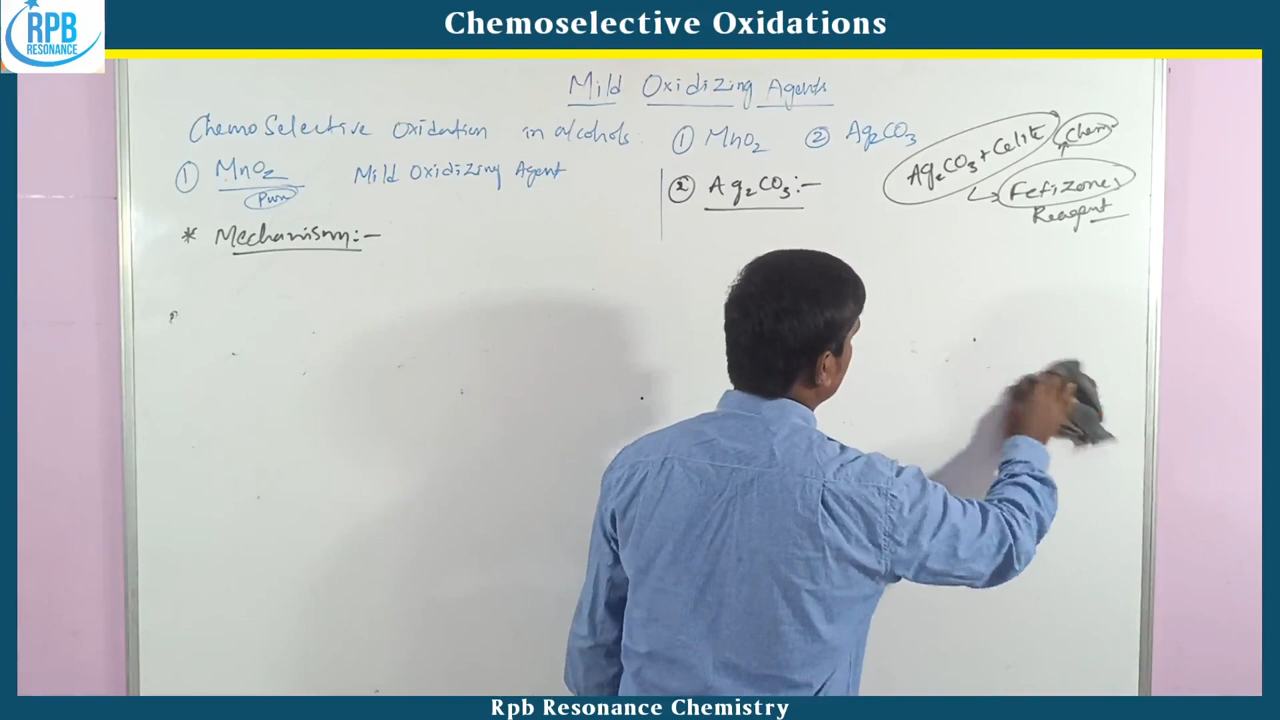 RPB
RESONANCE
Chemoselective Oxidations
Mild Oxidizing Agents
ChemoSelective Oxidation in alcohols: ① MnO2 ② Ag2CO3
① MnO2 Mild Oxidizing Agent
* Mechanism:-
② Ag2CO3:-
Ag2CO3 + Celite
Fetizones
Reagent
Rpb Resonance Chemistry